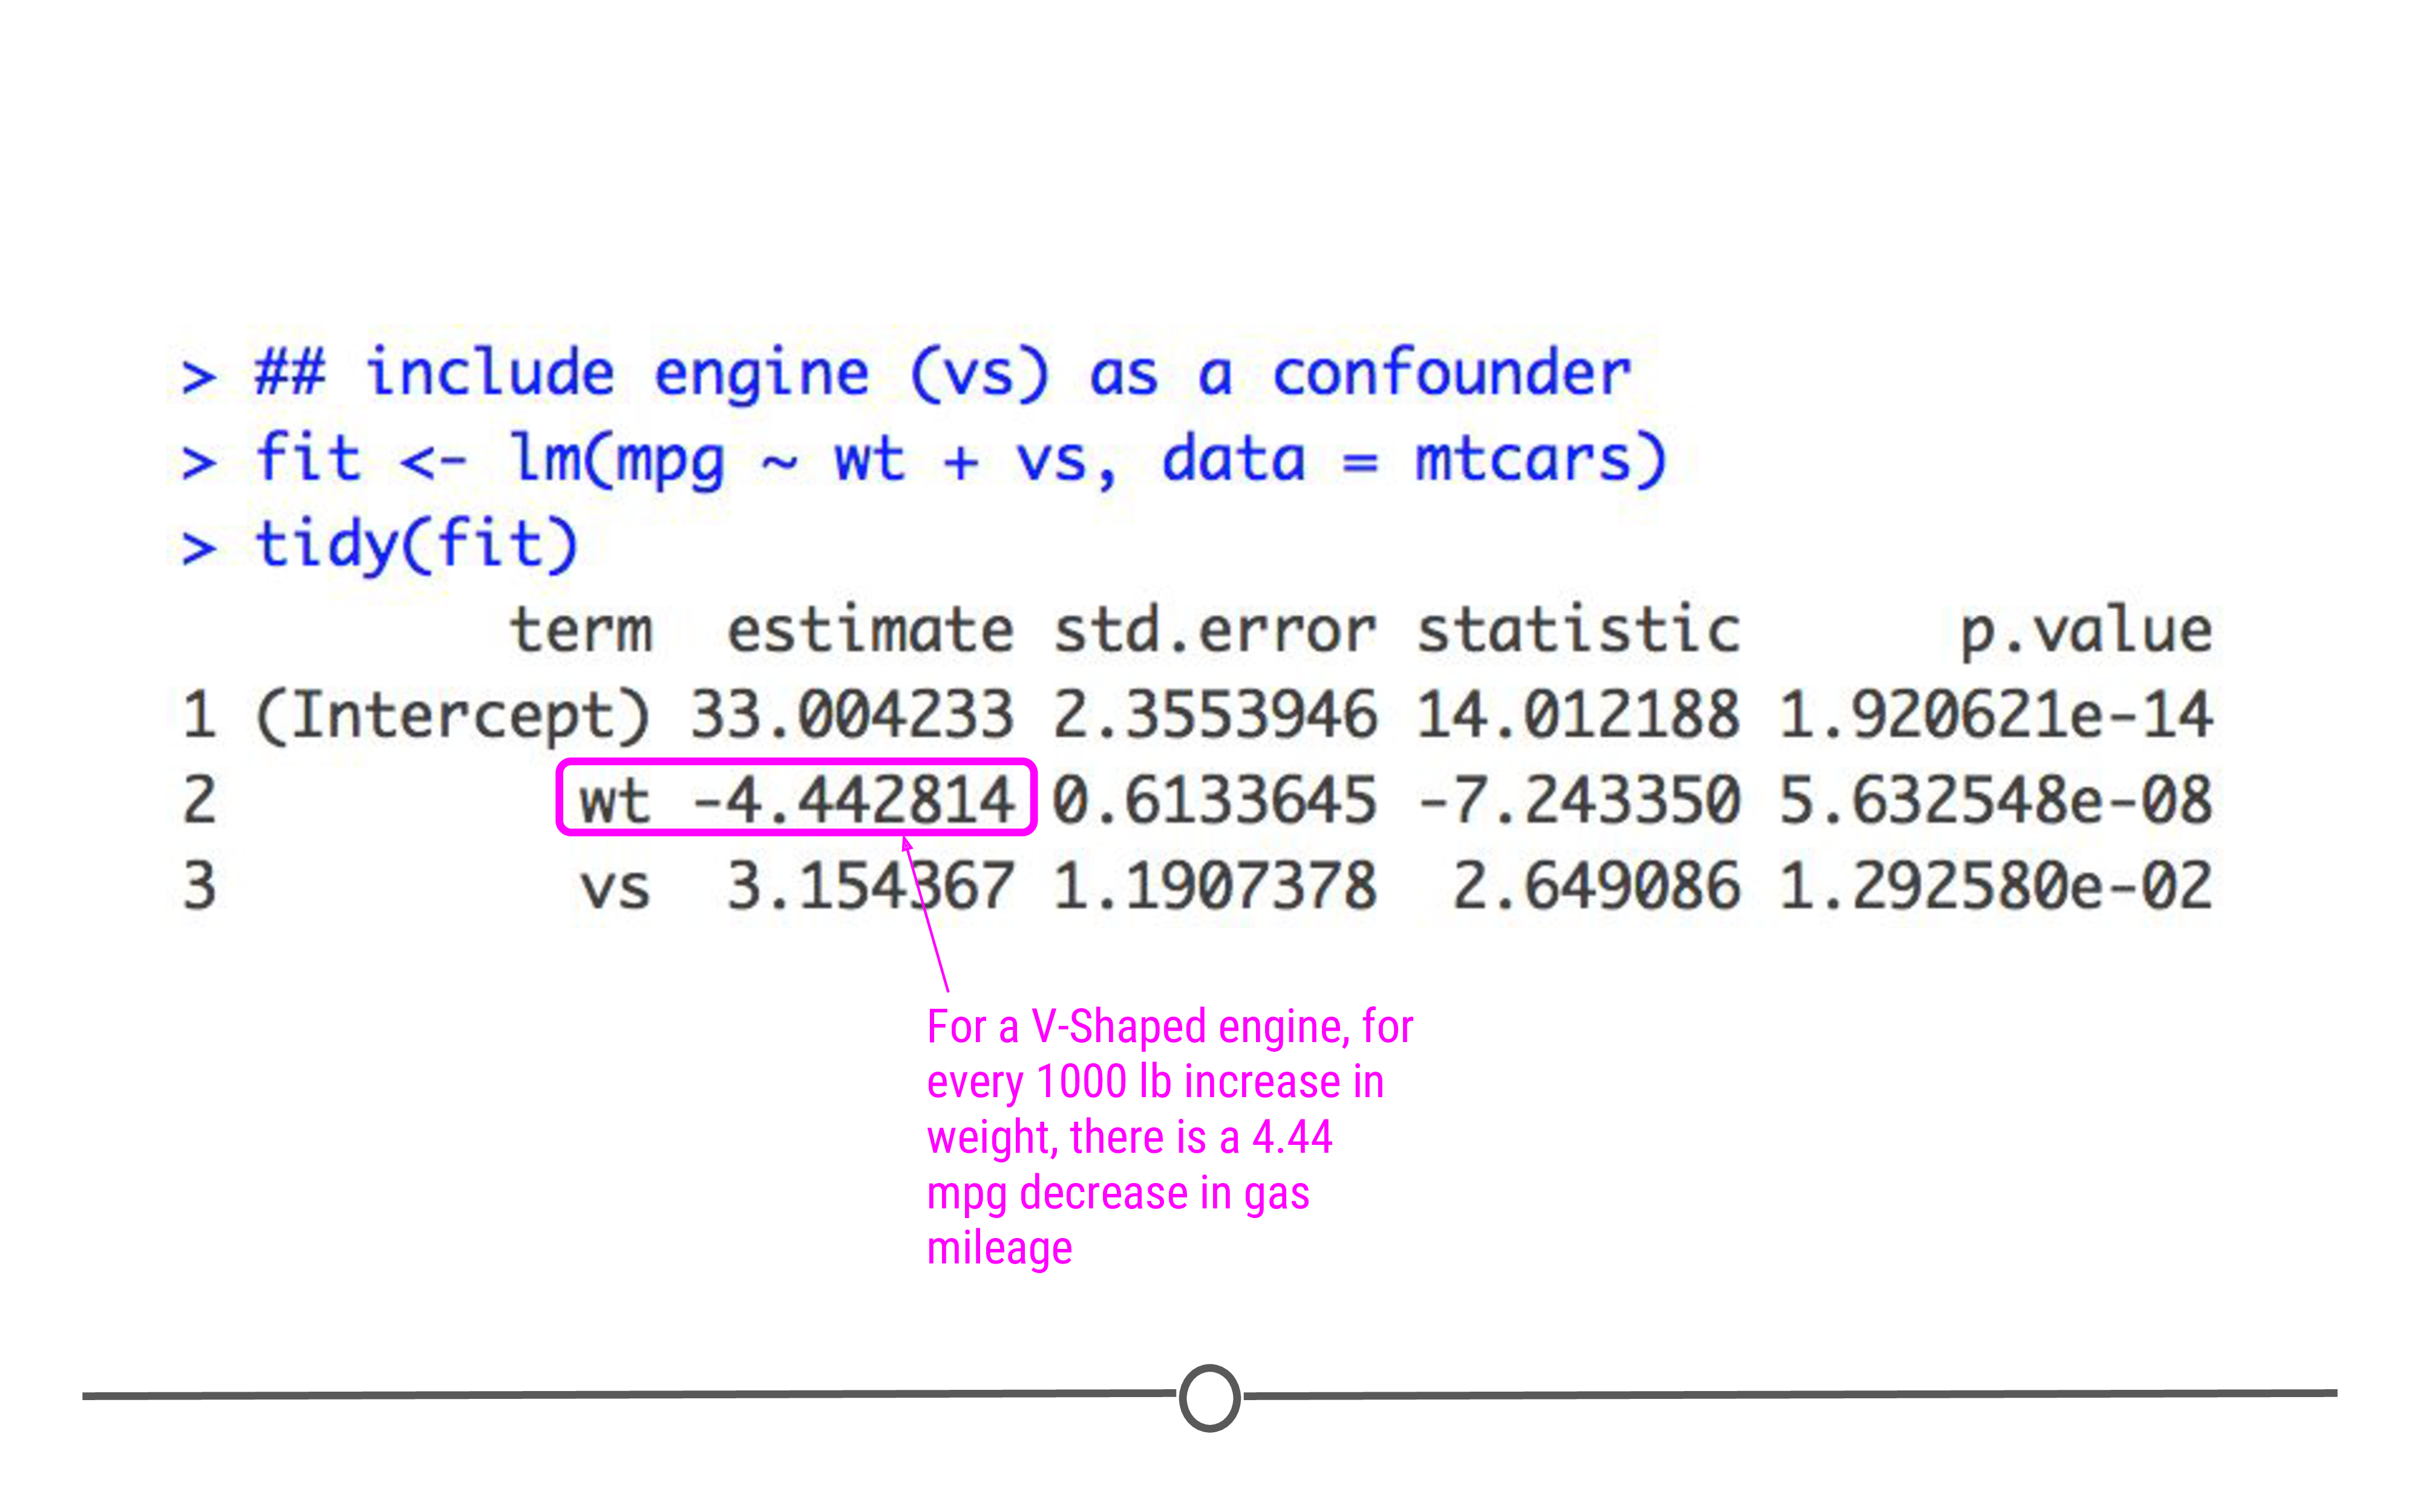 > ## include engine (vs) as a confounder
> fit <- lm(mpg ~ wt + vs, data = mtcars)
> tidy(fit)
term estimate std.error statistic p.value
1 (Intercept) 33.004233 2.3553946 14.012188 1.920621e-14
2 wt -4.442814 0.6133645 -7.243350 5.632548e-08
3 vs 3.154367 1.1907378 2.649086 1.292580e-02
For a V-Shaped engine, for
every 1000 lb increase in
weight, there is a 4.44
mpg decrease in gas
mileage